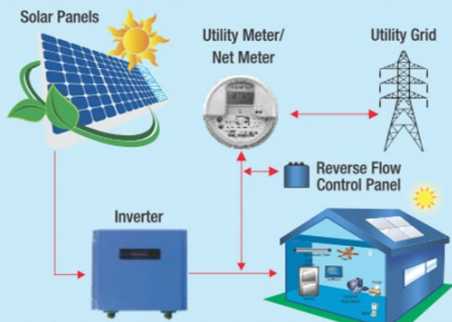 Solar Panels
Utility Meter/
Net Meter
Utility Grid
Reverse Flow
Control Panel
Inverter